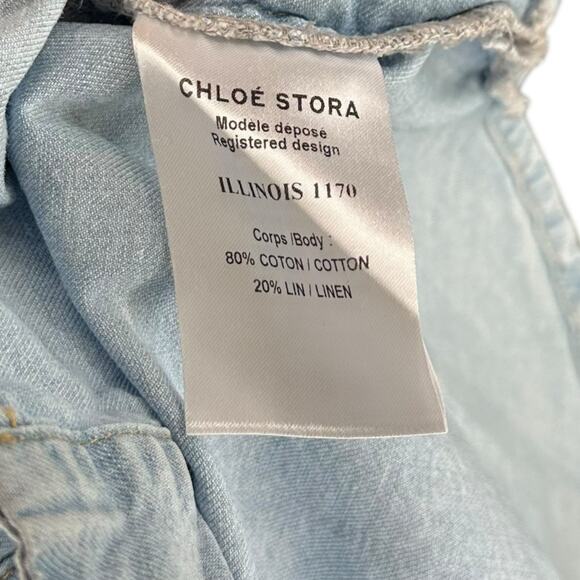 CHLOÉ STORA
Modèle déposé
Registered design
ILLINOIS 1170
Corps /Body :
80% COTON / COTTON
20% LIN / LINEN